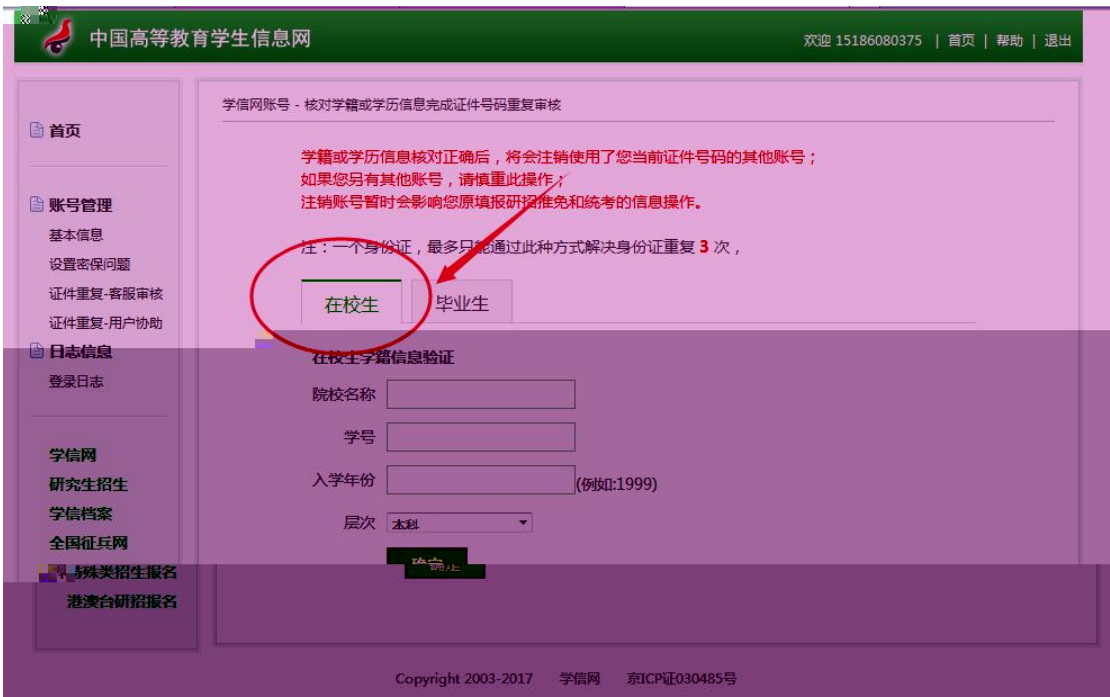 中国高等教育学生信息网
欢迎 15186080375 | 首页 | 帮助 | 退出
首页
账号管理
基本信息
设置密保问题
证件重复-客服审核
证件重复-用户协助
日志信息
登录日志
学信网
研究生招生
学信档案
全国征兵网
特殊类招生报名
港澳台研招报名
学信网账号 - 核对学籍或学历信息完成证件号码重复审核
学籍或学历信息核对正确后，将会注销使用了您当前证件号码的其他账号；
如果您另有其他账号，请慎重此操作；
注销账号暂时会影响您原填报研招推免和统考的信息操作。
注：一个身份证，最多只能通过此种方式解决身份证重复 3 次，
在校生 毕业生
在校生学籍信息验证
院校名称
学号
入学年份 (例如:1999)
层次 本科
确定
Copyright 2003-2017 学信网 京ICP证030485号